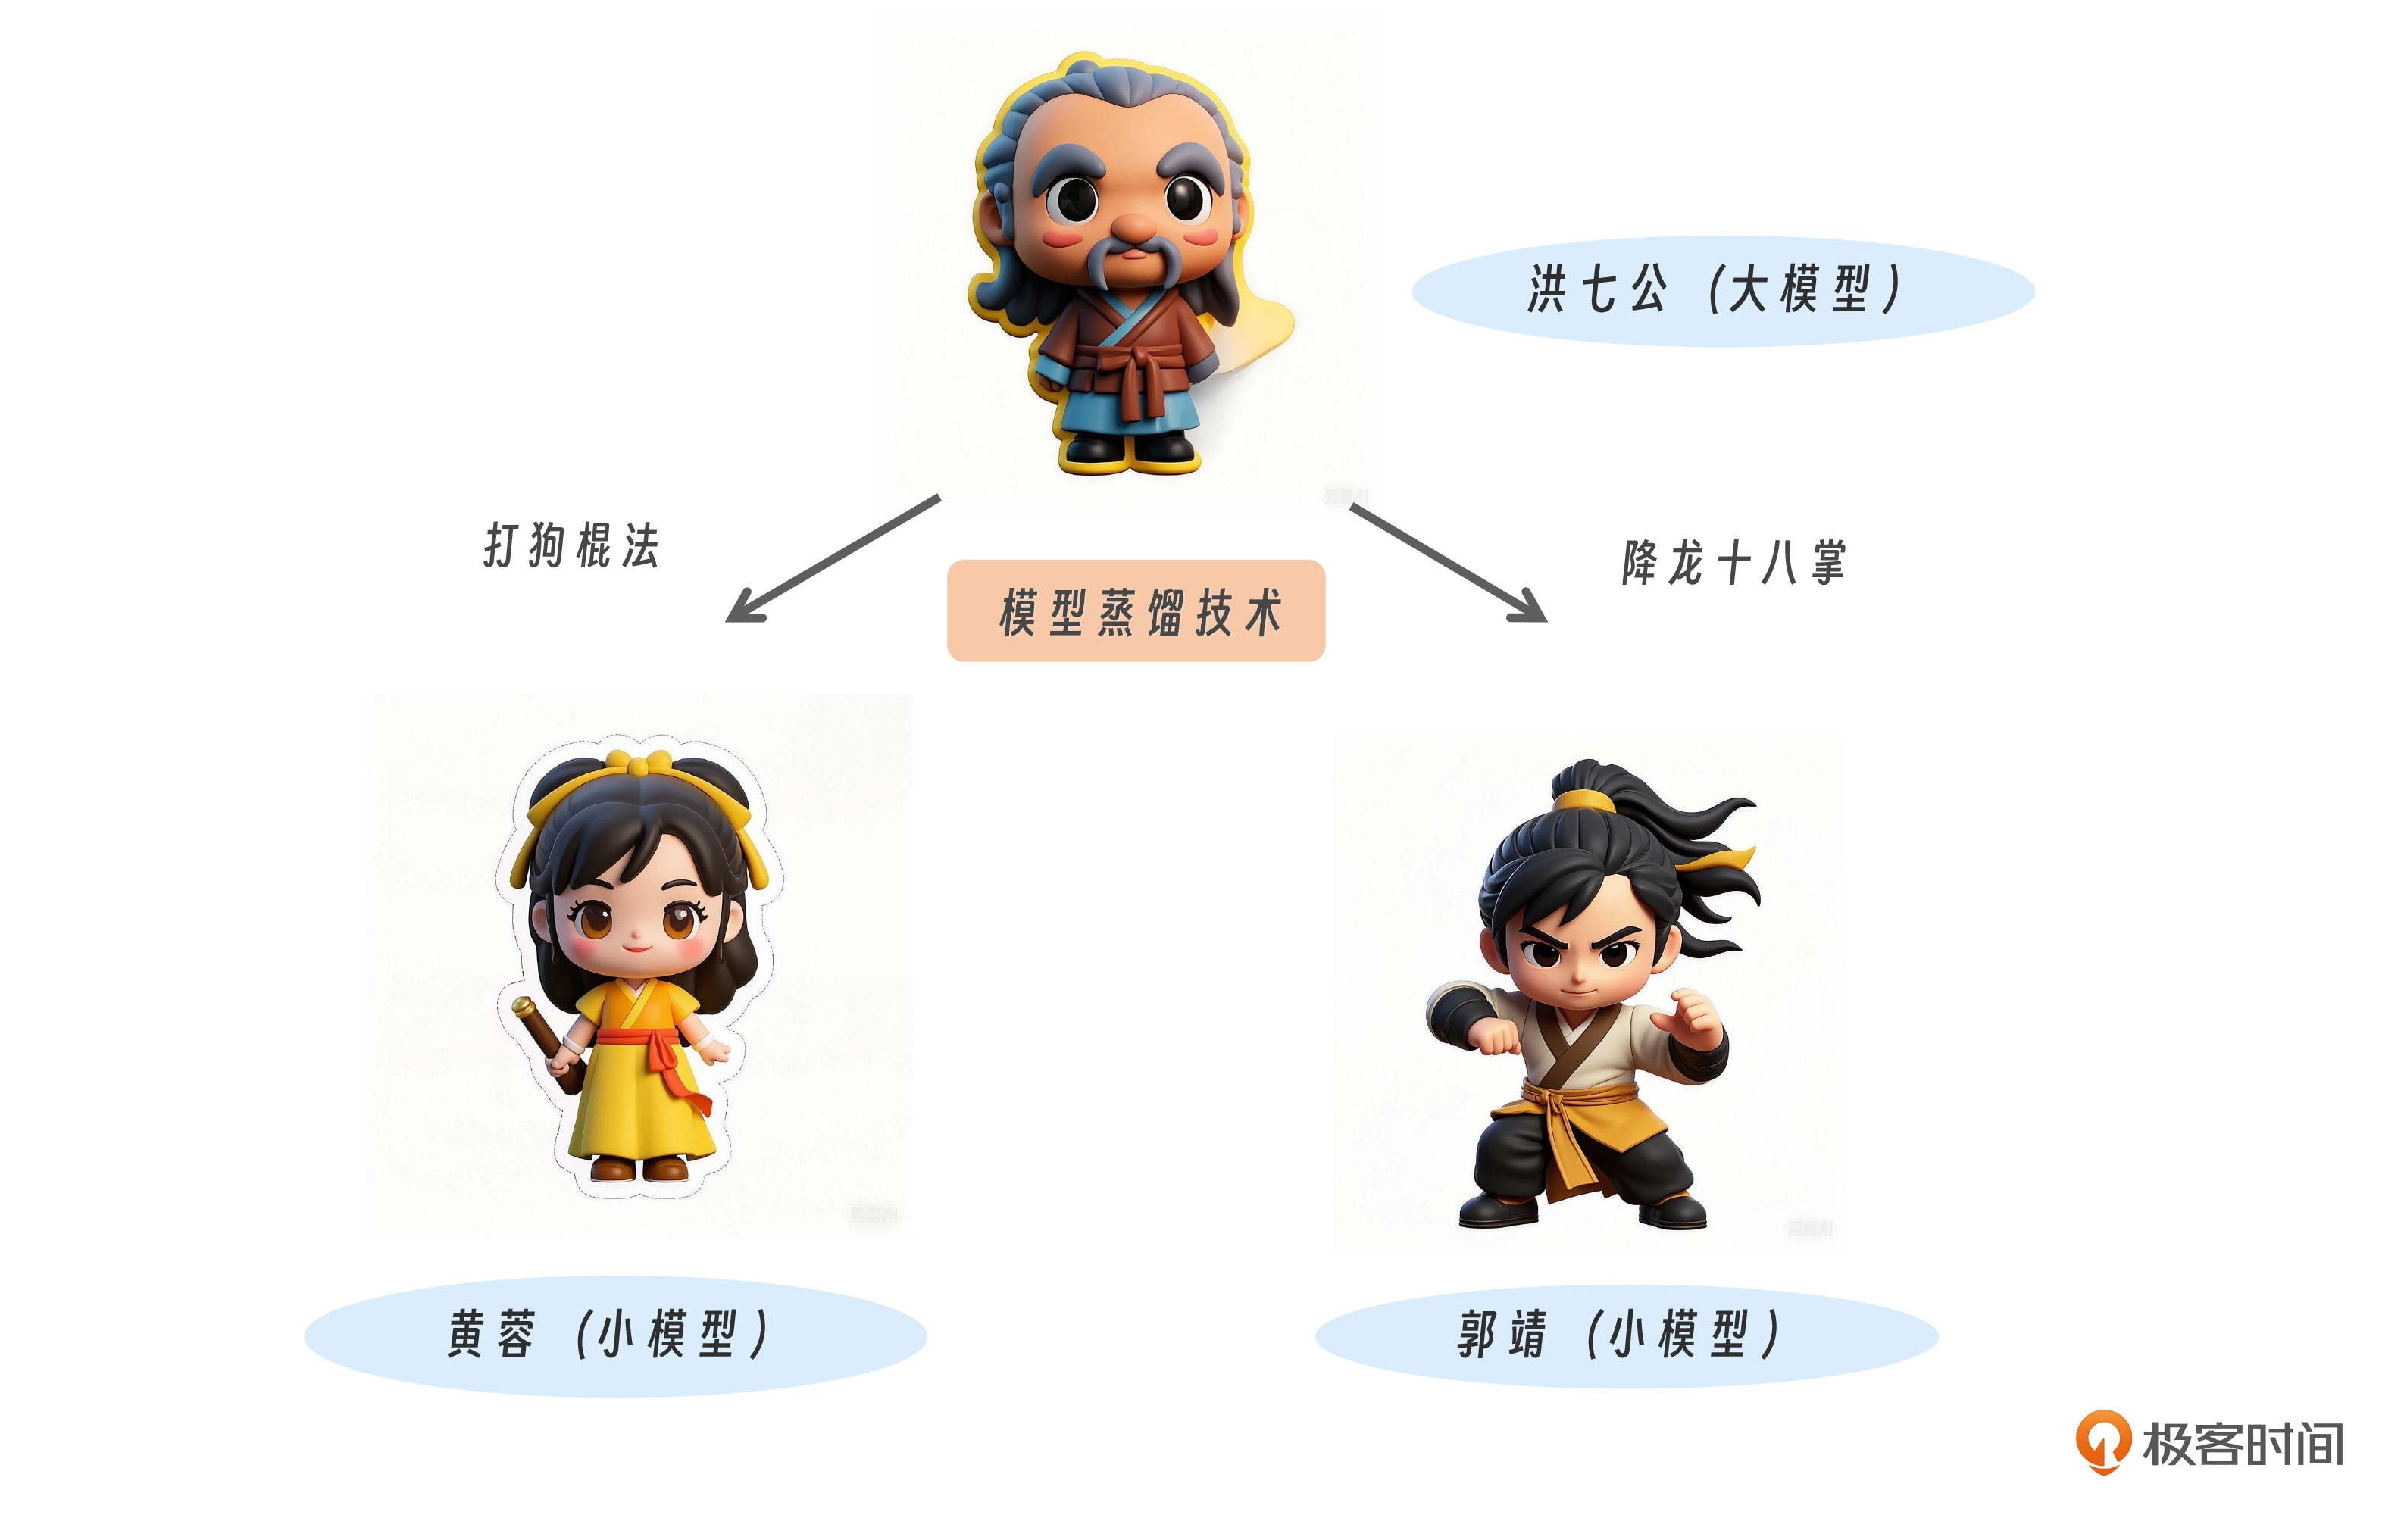 洪七公（大模型）
打狗棍法
降龙十八掌
模型蒸馏技术
黄蓉（小模型）
郭靖（小模型）
极客时间